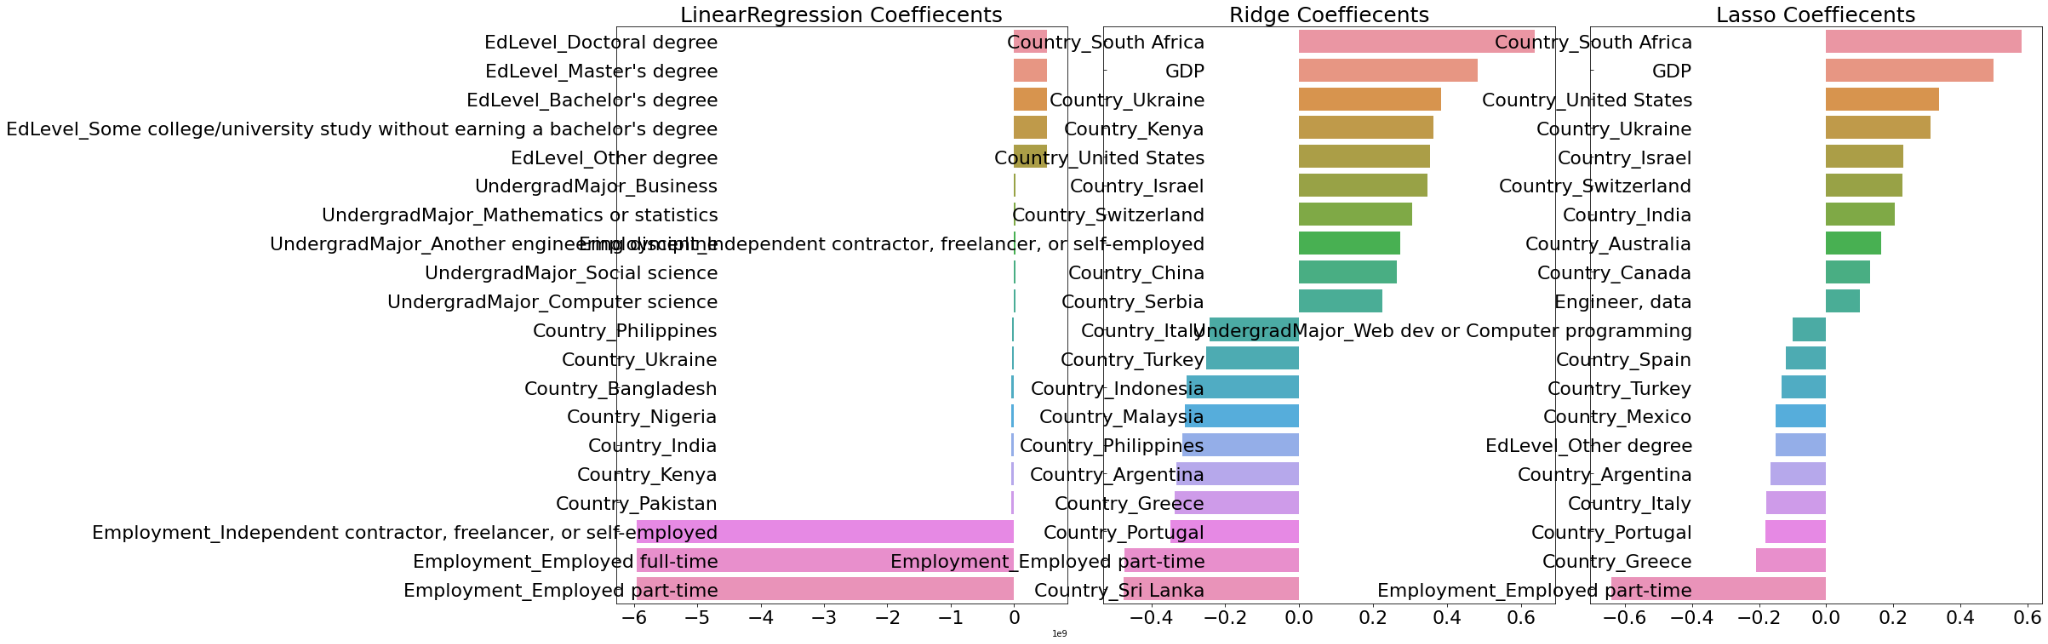 LinearRegression Coeffiecents
EdLevel_Doctoral degree
EdLevel_Master's degree
EdLevel_Bachelor's degree
EdLevel_Some college/university study without earning a bachelor's degree
EdLevel_Other degree
UndergradMajor_Business
UndergradMajor_Mathematics or statistics
UndergradMajor_Another engineering discipline
UndergradMajor_Social science
UndergradMajor_Computer science
Country_Philippines
Country_Ukraine
Country_Bangladesh
Country_Nigeria
Country_India
Country_Kenya
Country_Pakistan
Employment_Independent contractor, freelancer, or self-employed
Employment_Employed full-time
Employment_Employed part-time
−6 −5 −4 −3 −2 −1 0
1e9
Ridge Coeffiecents
Country_South Africa
GDP
Country_Ukraine
Country_Kenya
Country_United States
Country_Israel
Country_Switzerland
Employment_Independent contractor, freelancer, or self-employed
Country_China
Country_Serbia
Country_Italy
Country_Turkey
Country_Indonesia
Country_Malaysia
Country_Philippines
Country_Argentina
Country_Greece
Country_Portugal
Employment_Employed part-time
Country_Sri Lanka
−0.4 −0.2 0.0 0.2 0.4 0.6
Lasso Coeffiecents
Country_South Africa
GDP
Country_United States
Country_Ukraine
Country_Israel
Country_Switzerland
Country_India
Country_Australia
Country_Canada
Engineer, data
UndergradMajor_Web dev or Computer programming
Country_Spain
Country_Turkey
Country_Mexico
EdLevel_Other degree
Country_Argentina
Country_Italy
Country_Portugal
Country_Greece
Employment_Employed part-time
−0.6 −0.4 −0.2 0.0 0.2 0.4 0.6